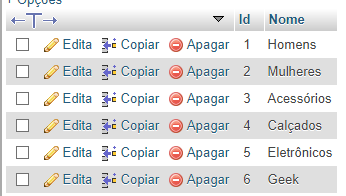 + Opções
Id Nome
Edita Copiar Apagar 1 Homens
Edita Copiar Apagar 2 Mulheres
Edita Copiar Apagar 3 Acessórios
Edita Copiar Apagar 4 Calçados
Edita Copiar Apagar 5 Eletrônicos
Edita Copiar Apagar 6 Geek